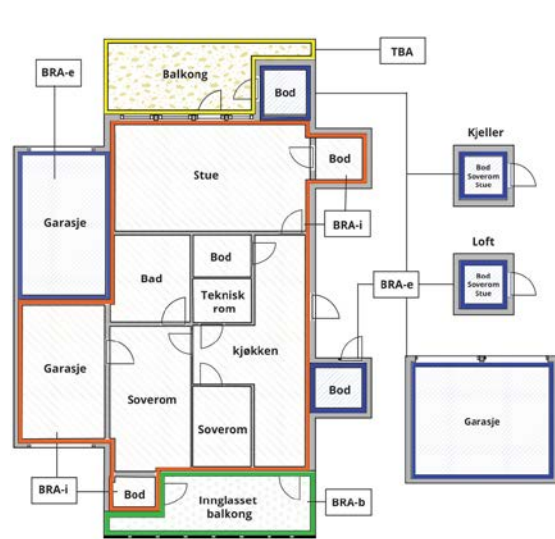 TBA
BRA-e
Balkong
Bod
Kjeller
Bod
Soverom
Stue
Stue
Bod
Garasje
BRA-i
Loft
Bod
Soverom
Stue
Bad
Bod
Teknisk
rom
BRA-e
kjøkken
Garasje
Soverom
Bod
Garasje
Soverom
BRA-i
Bod
Innglasset
balkong
BRA-b